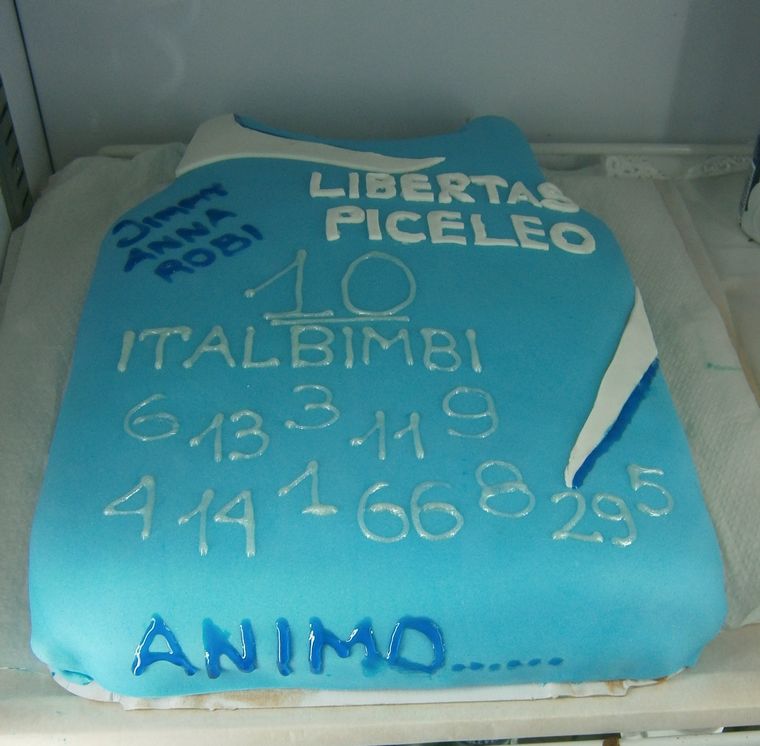 LIBERTAS
PICELEO
JIMMY
ANNA
ROBI
10
ITALBIMBI
6 13 3 11 9
4 14 1 66 8 29 5
ANIMO.......